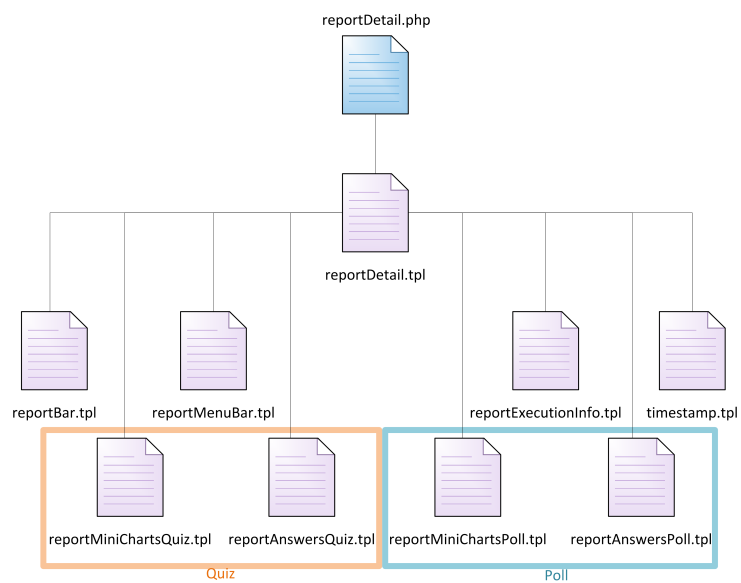 reportDetail.php
reportDetail.tpl
reportBar.tpl
reportMenuBar.tpl
reportExecutionInfo.tpl
timestamp.tpl
reportMiniChartsQuiz.tpl
reportAnswersQuiz.tpl
reportMiniChartsPoll.tpl
reportAnswersPoll.tpl
Quiz
Poll